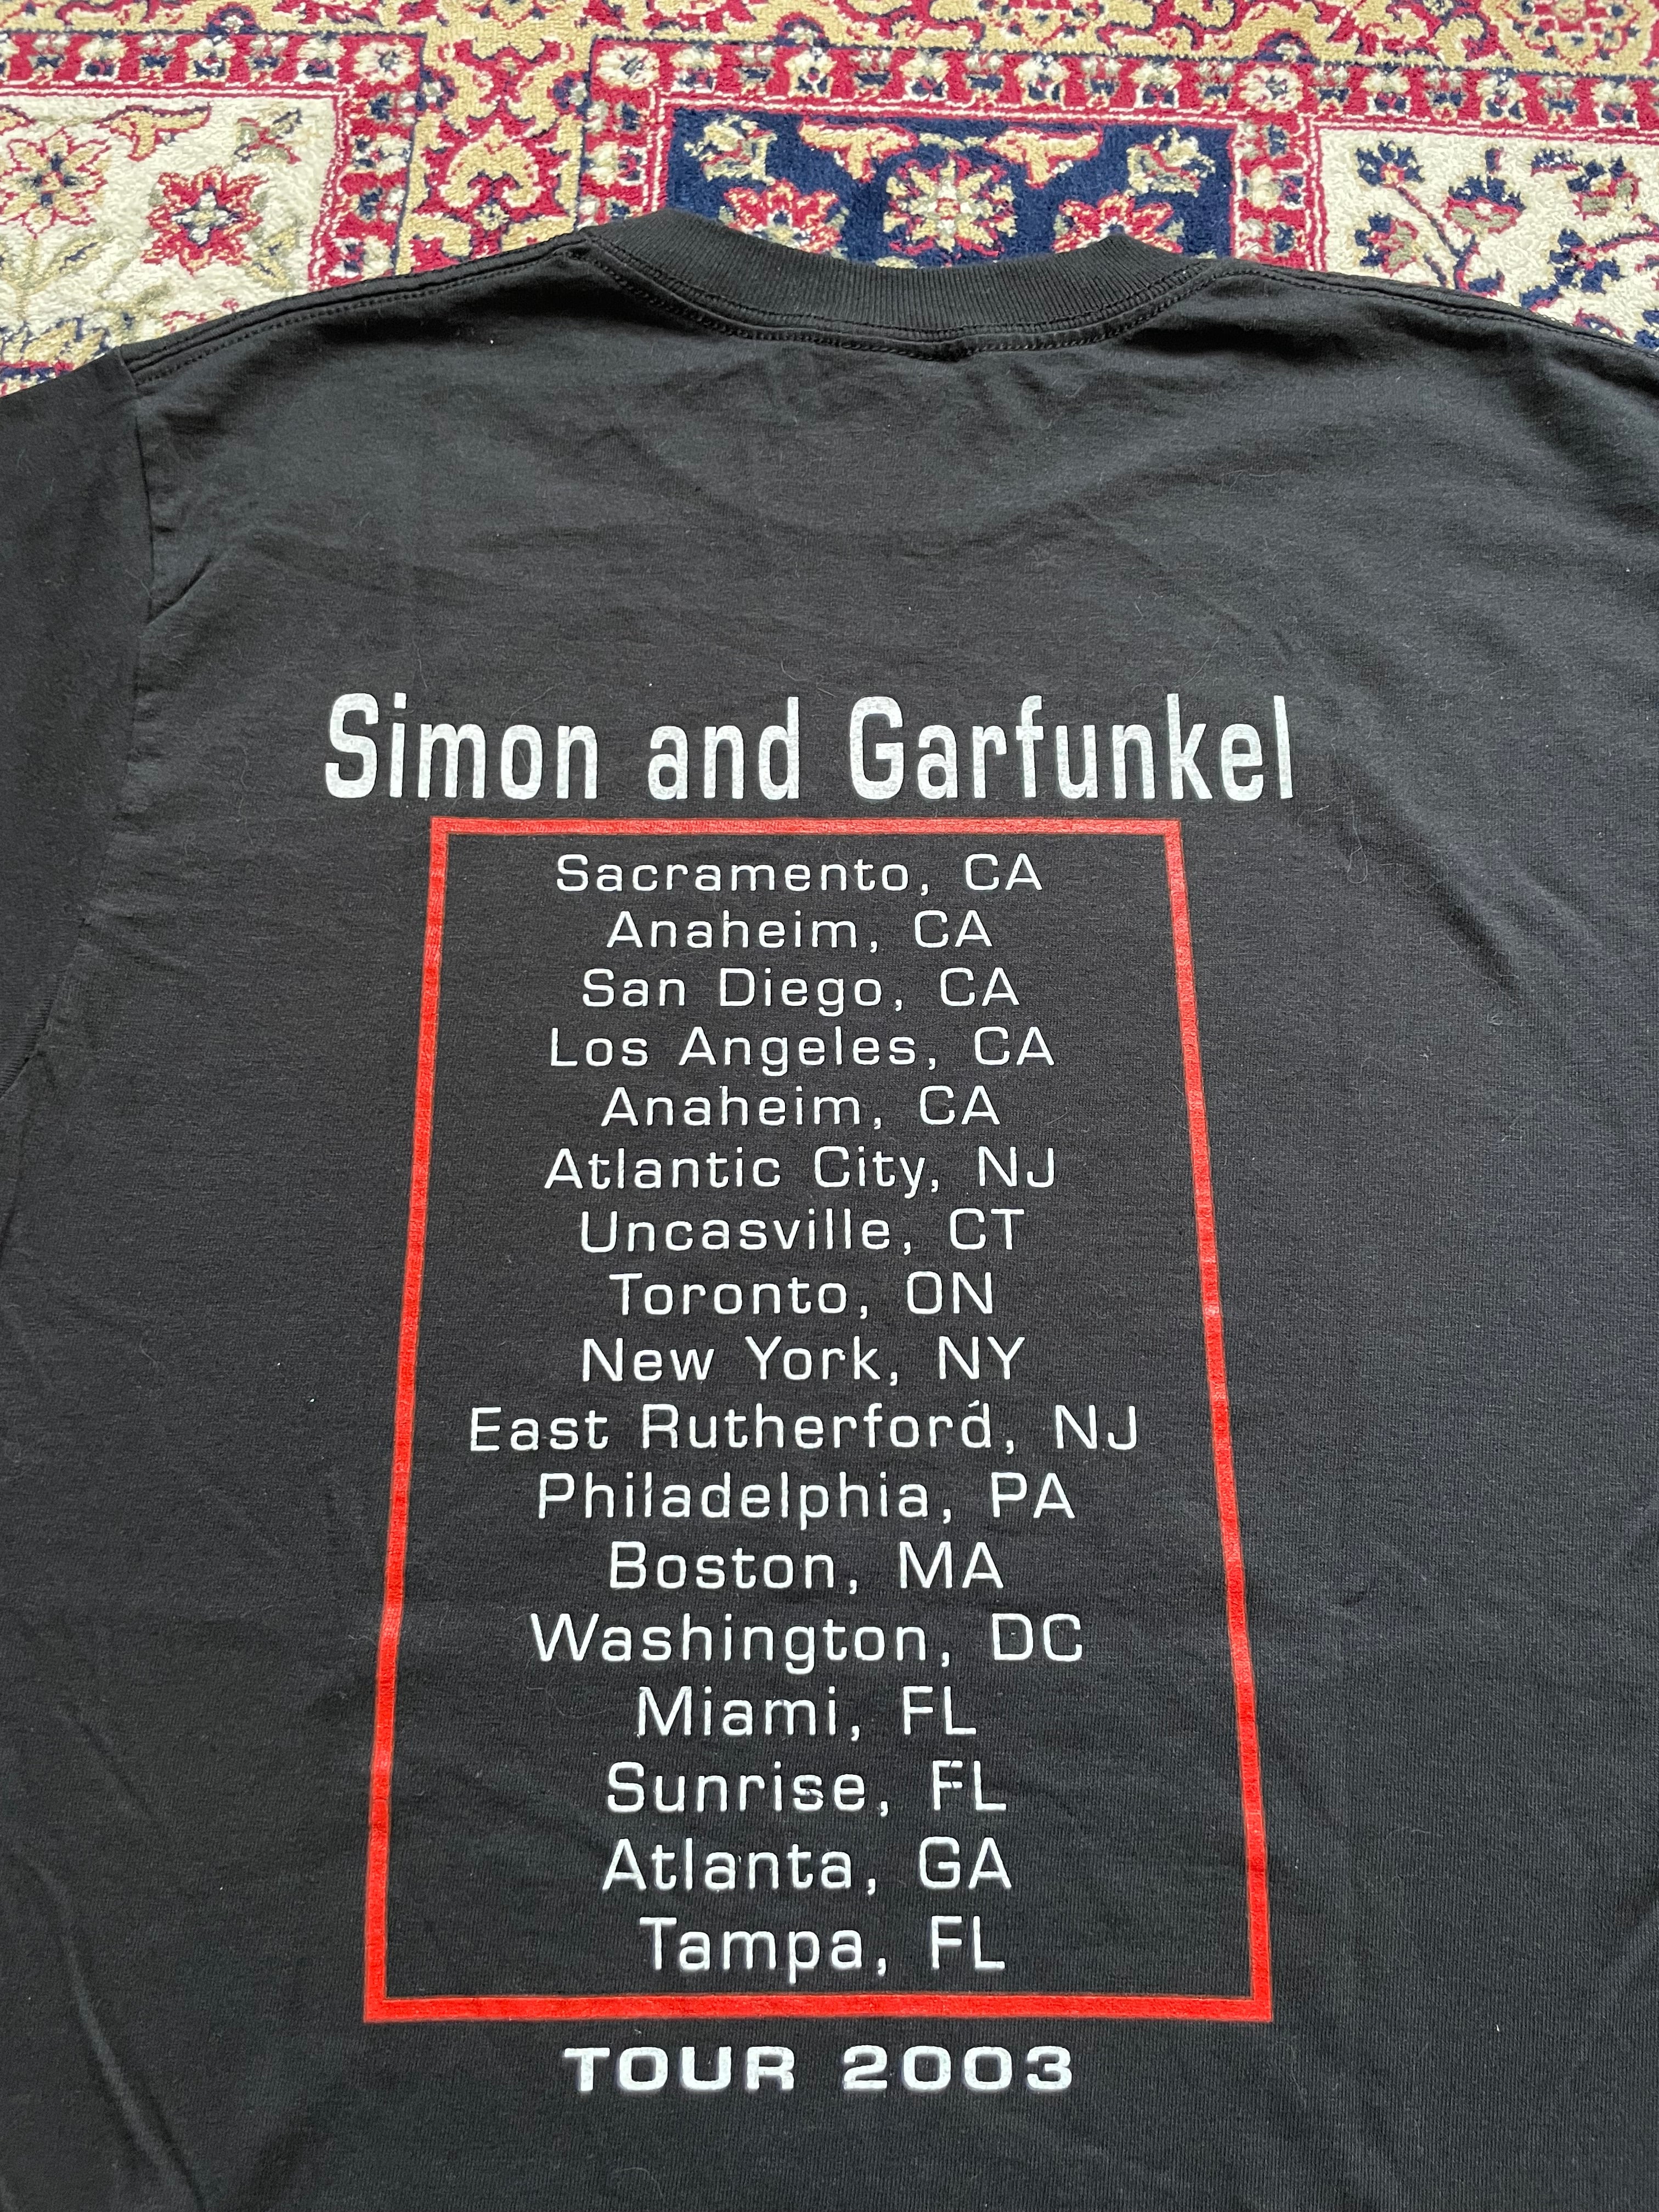 Simon and Garfunkel
Sacramento, CA
Anaheim, CA
San Diego, CA
Los Angeles, CA
Anaheim, CA
Atlantic City, NJ
Uncasville, CT
Toronto, ON
New York, NY
East Rutherford, NJ
Philadelphia, PA
Boston, MA
Washington, DC
Miami, FL
Sunrise, FL
Atlanta, GA
Tampa, FL
TOUR 2003